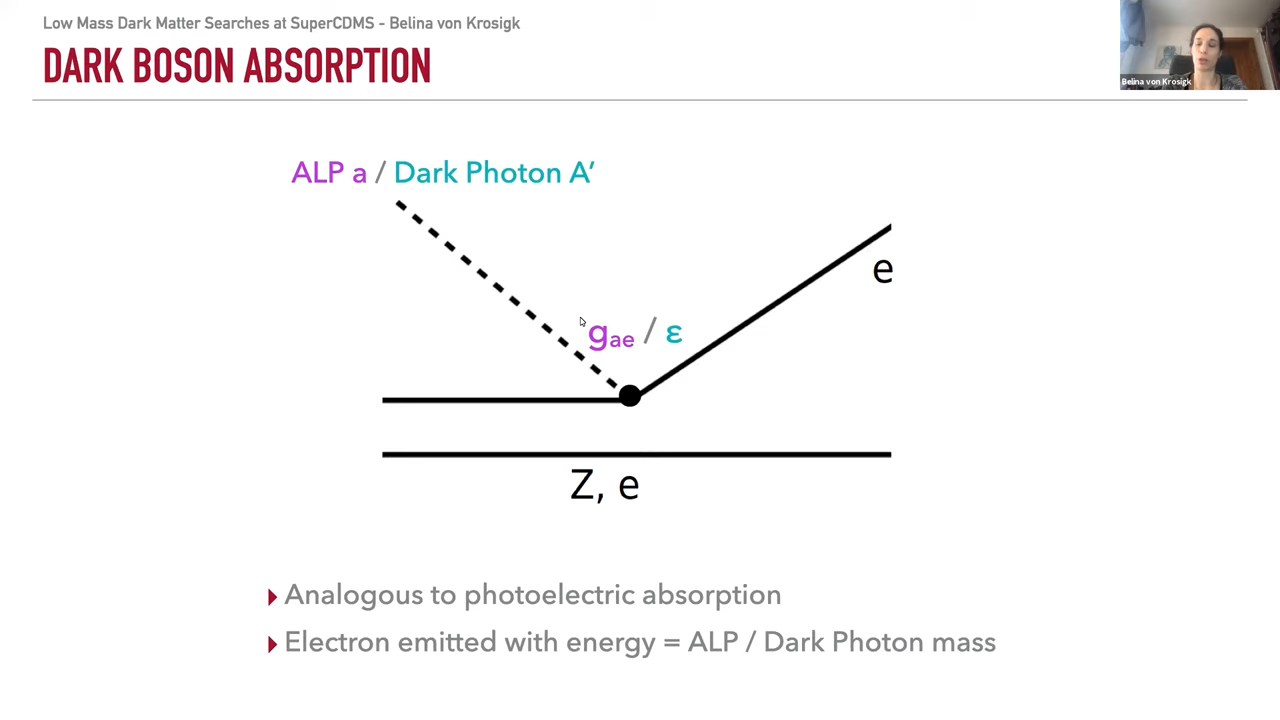 Low Mass Dark Matter Searches at SuperCDMS - Belina von Krosigk
DARK BOSON ABSORPTION
Belina von Krosigk
ALP a / Dark Photon A′
e
gae / ε
Z, e
Analogous to photoelectric absorption
Electron emitted with energy = ALP / Dark Photon mass